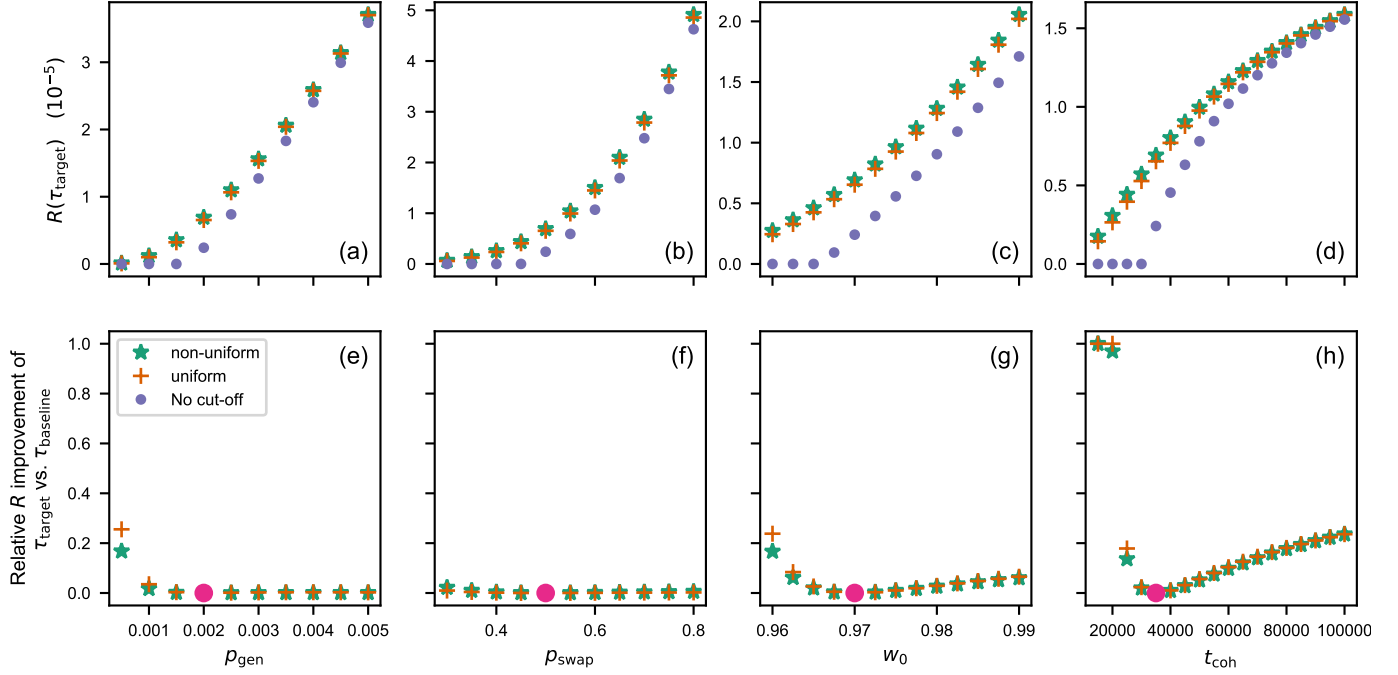 R(τtarget) (10⁻⁵)
3
2
1
0
(a)
5
4
3
2
1
0
(b)
2.0
1.5
1.0
0.5
0.0
(c)
1.5
1.0
0.5
0.0
(d)
Relative R improvement of
τtarget vs. τbaseline
1.0
0.8
0.6
0.4
0.2
0.0
non-uniform
uniform
No cut-off
(e)
(f)
(g)
(h)
0.001 0.002 0.003 0.004 0.005
0.4 0.6 0.8
0.96 0.97 0.98 0.99
20000 40000 60000 80000 100000
pgen
pswap
w0
tcoh